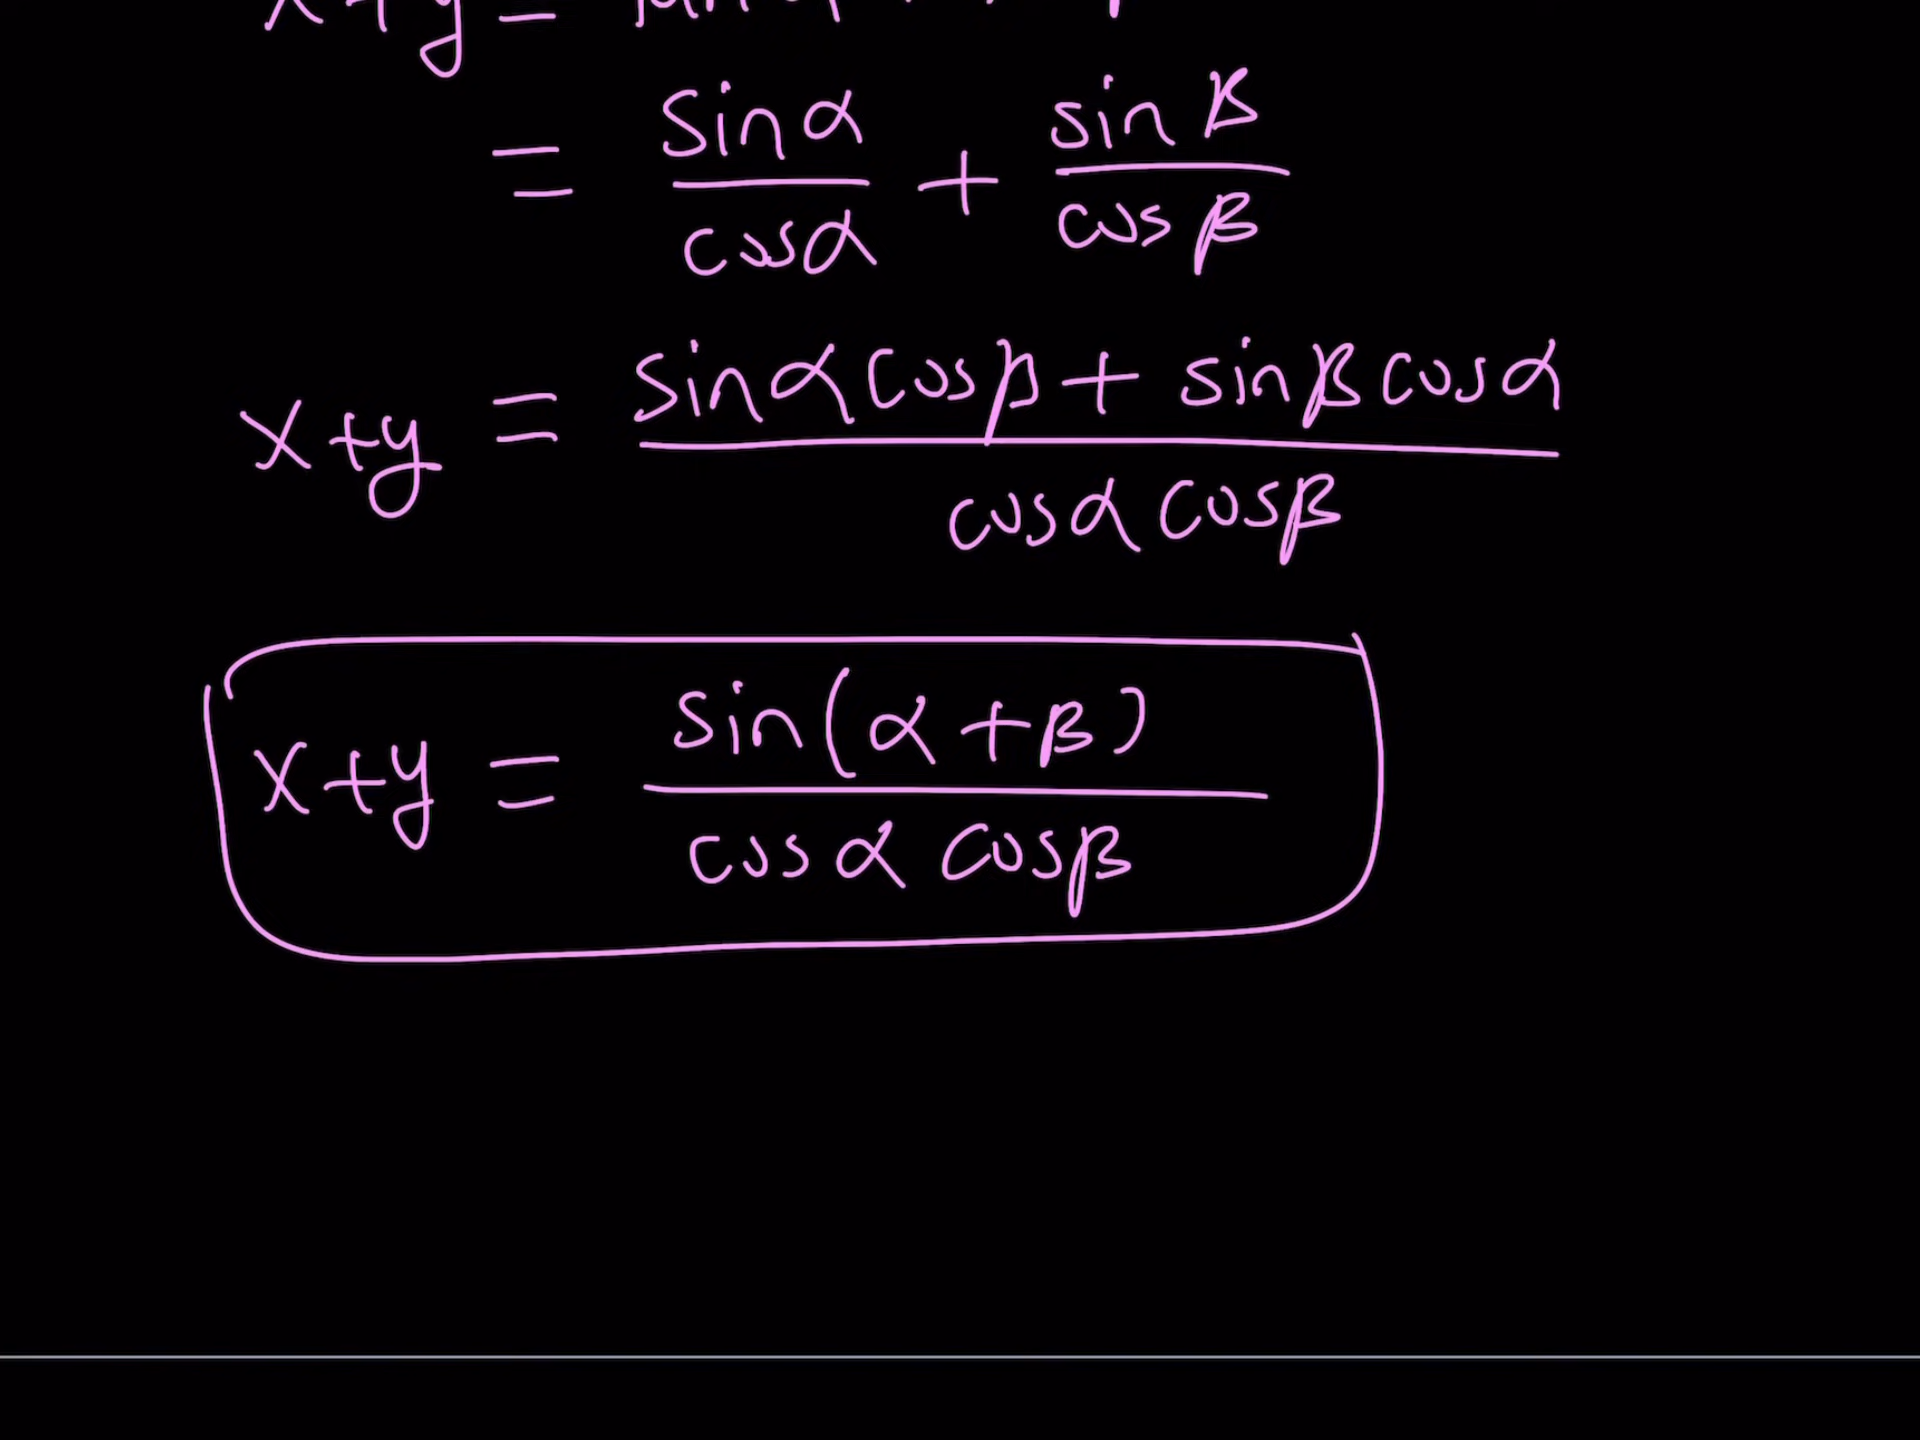 x+y =
= sinα/cosα + sinβ/cosβ
x+y = (sinα cosβ + sinβ cosα)/(cosα cosβ)
x+y = sin(α+β)/(cosα cosβ)